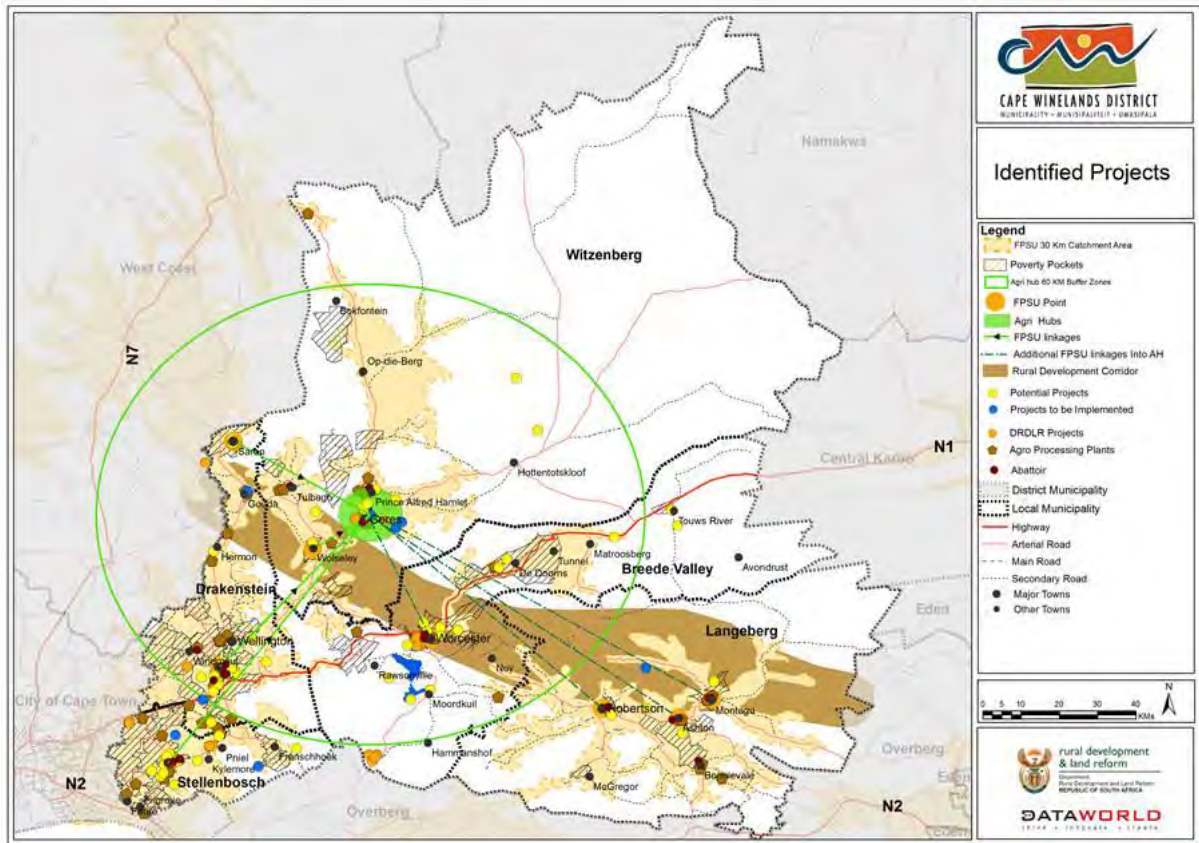 CAPE WINELANDS DISTRICT
MUNICIPALITY • MUNISIPALITEIT • UMASIPALA
Identified Projects
Legend
FPSU 30 Km Catchment Area
Poverty Pockets
Agri hub 60 KM Buffer Zones
FPSU Point
Agri Hubs
FPSU linkages
Additional FPSU linkages Into AH
Rural Development Corridor
Potential Projects
Projects to be Implemented
DRDLR Projects
Agro Processing Plants
Abattoir
District Municipality
Local Municipality
Highway
Arterial Road
Main Road
Secondary Road
Major Towns
Other Towns
N
0 5 10 20 30 40
KMs
rural development
& land reform
Department:
Rural Development and Land Reform
REPUBLIC OF SOUTH AFRICA
DATAWORLD
Namakwa
Witzenberg
West Coast
N7
Op-die-Berg
N1
Central Karoo
Hottentotskloof
Saron
Tulbagh
Gouda
Prince Alfred Hamlet
Ceres
Touws River
Wolseley
Hermon
Matroosberg
Tunnel
De Doorns
Breede Valley
Avondrust
Drakenstein
Eden
Langeberg
Wellington
Worcester
Nuy
Rawsonville
City of Cape Town
Moordkuil
Robertson
Montagu
Ashton
Hammanshof
Overberg
Pniel
Franschhoek
Kylemore
N2
Stellenbosch
Bonnievale
McGregor
Overberg
N2